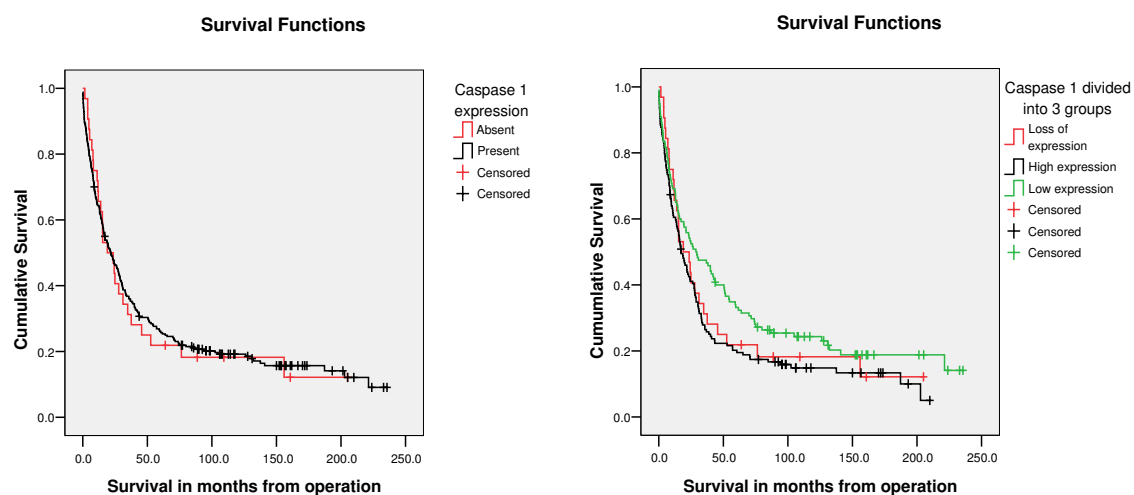 Survival Functions
1.0
0.8
0.6
0.4
0.2
0.0
Cumulative Survival
0.0
50.0
100.0
150.0
200.0
250.0
Survival in months from operation
Caspase 1
expression
Absent
Present
Censored
Censored
Survival Functions
1.0
0.8
0.6
0.4
0.2
0.0
Cumumlative Survival
0.0
50.0
100.0
150.0
200.0
250.0
Survival in months from operation
Caspase 1 divided
into 3 groups
Loss of
expression
High expression
Low expression
Censored
Censored
Censored